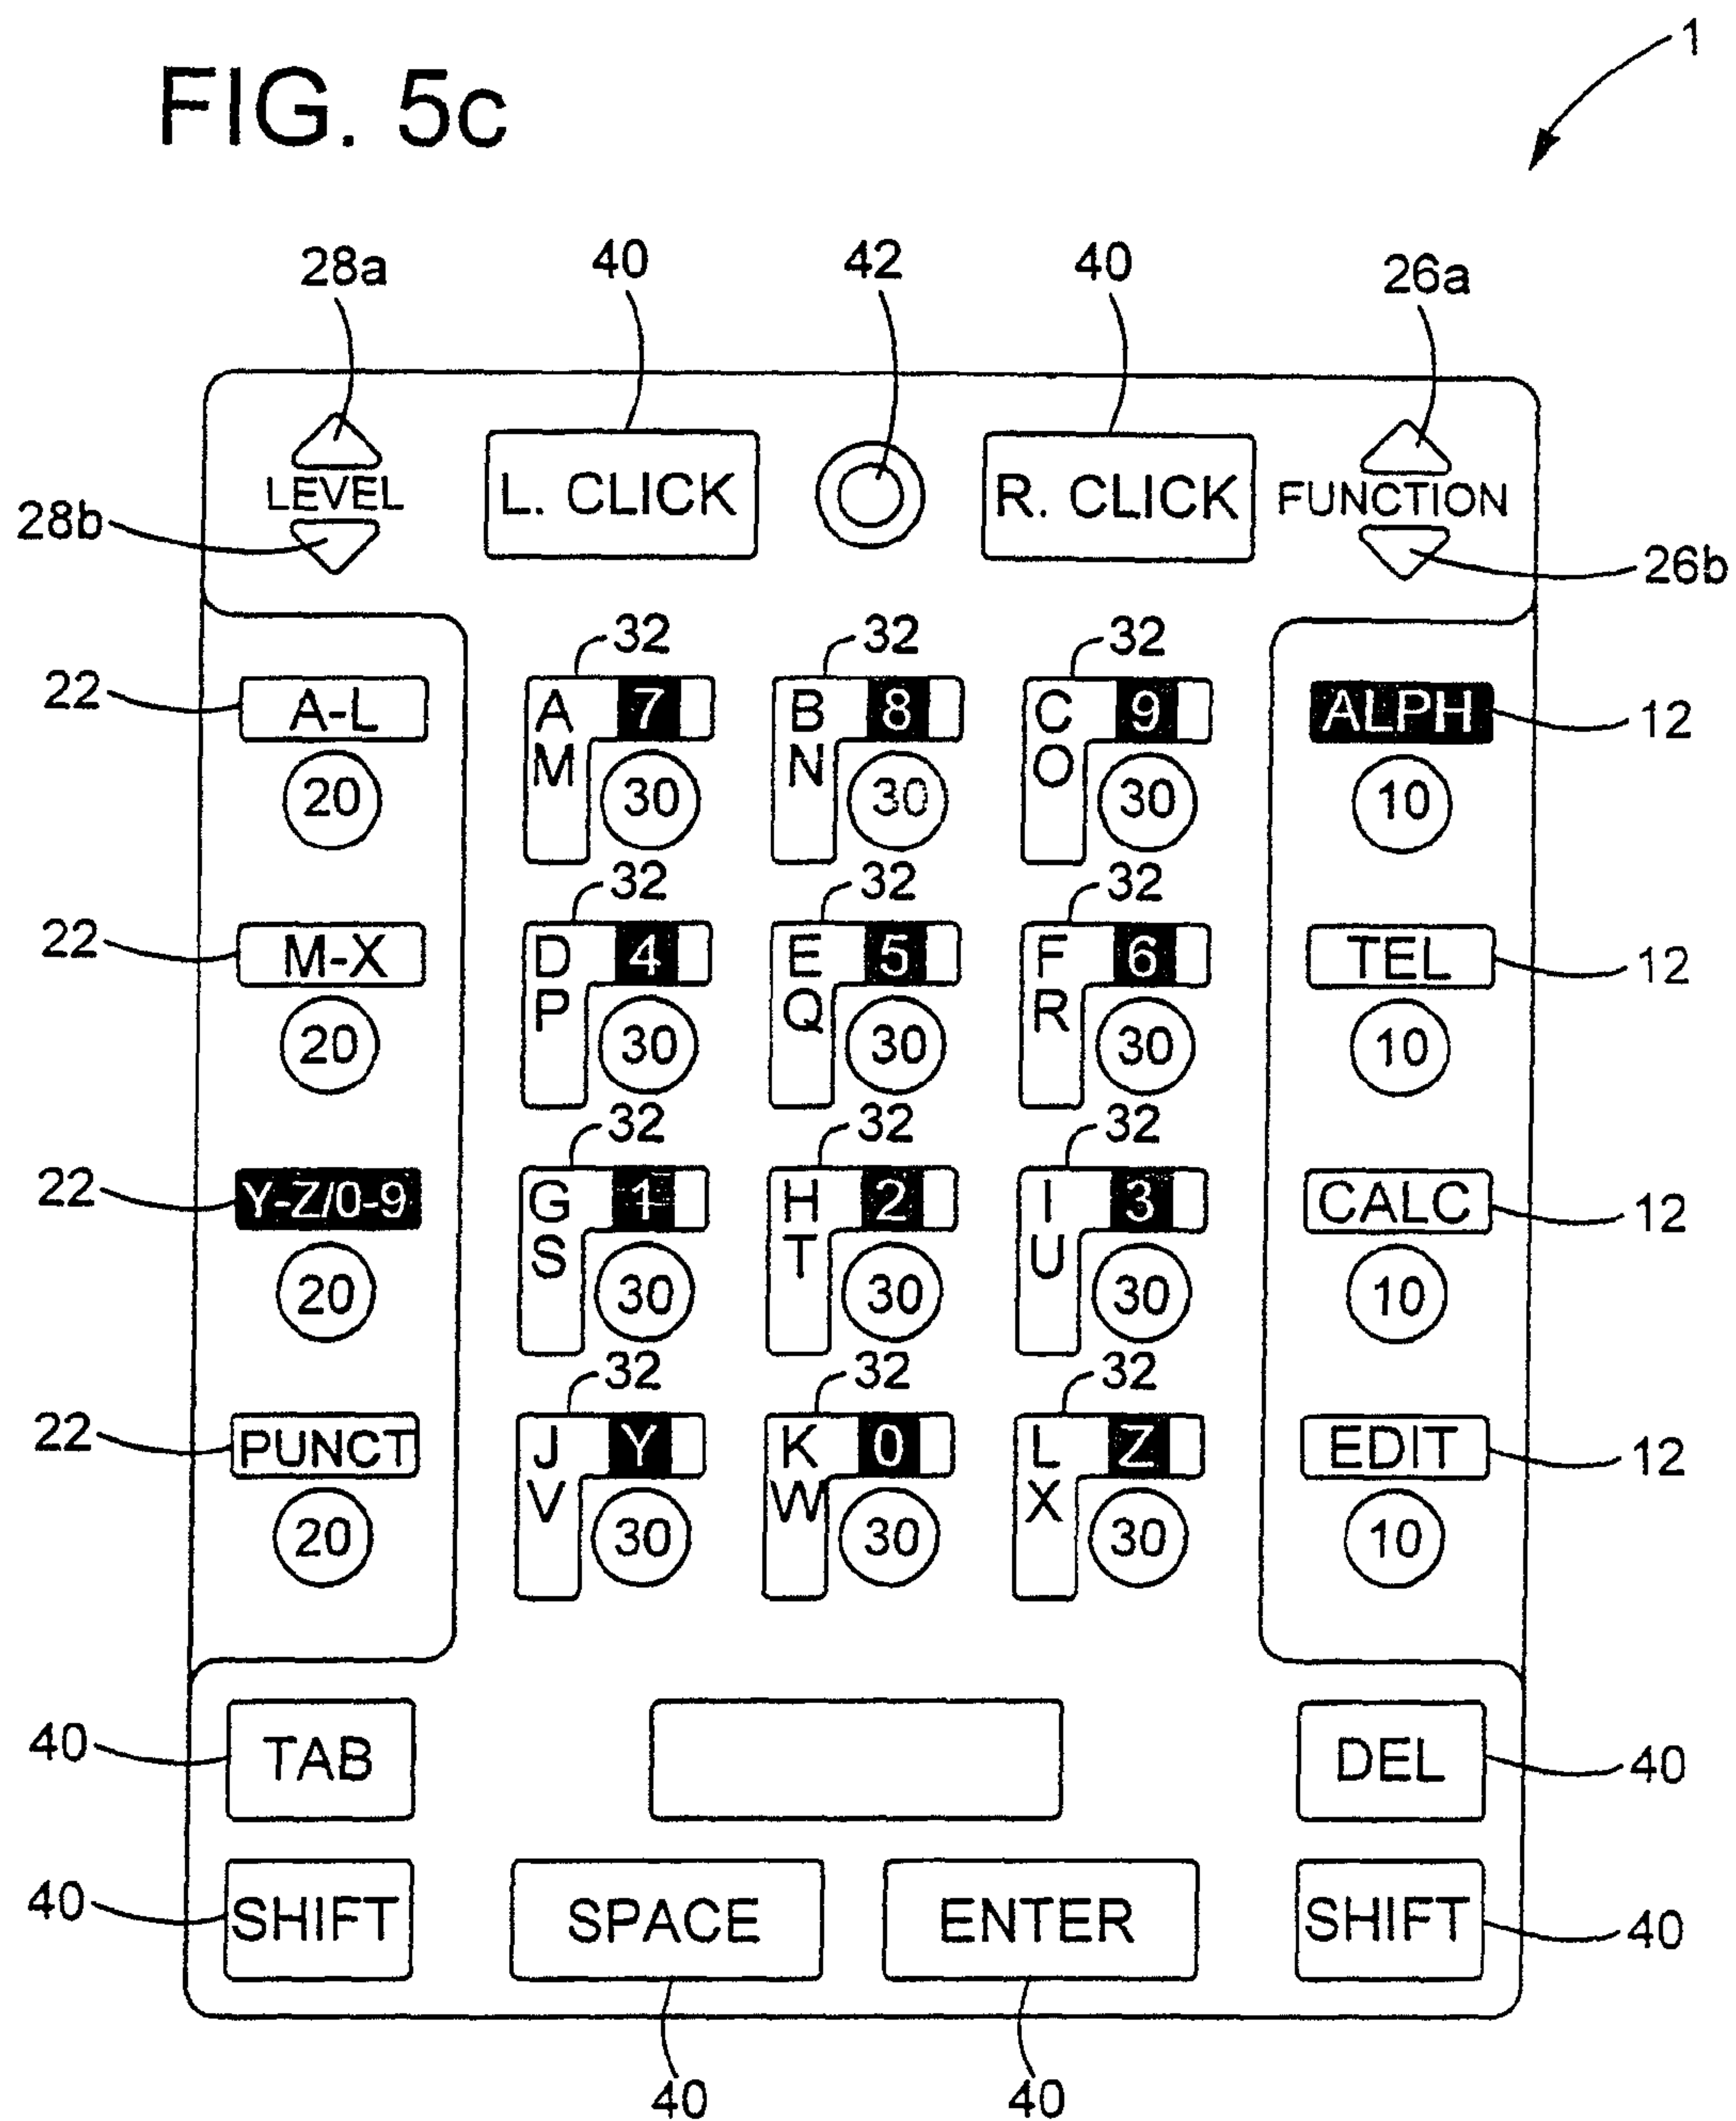 FIG. 5c
1
28a 40 42 40 26a
L. CLICK R. CLICK
LEVEL FUNCTION
28b 26b
32 32 32
22 A-L A 7 B 8 C 9 ALPH 12
M N O
20 30 30 30 10
32 32 32
22 M-X D 4 E 5 F 6 TEL 12
P Q R
20 30 30 30 10
32 32 32
22 Y-Z/0-9 G 1 H 2 I 3 CALC 12
S T U
20 30 30 30 10
32 32 32
22 PUNCT J Y K 0 L Z EDIT 12
V W X
20 30 30 30 10
40 TAB DEL 40
40 SHIFT SPACE ENTER SHIFT 40
40 40